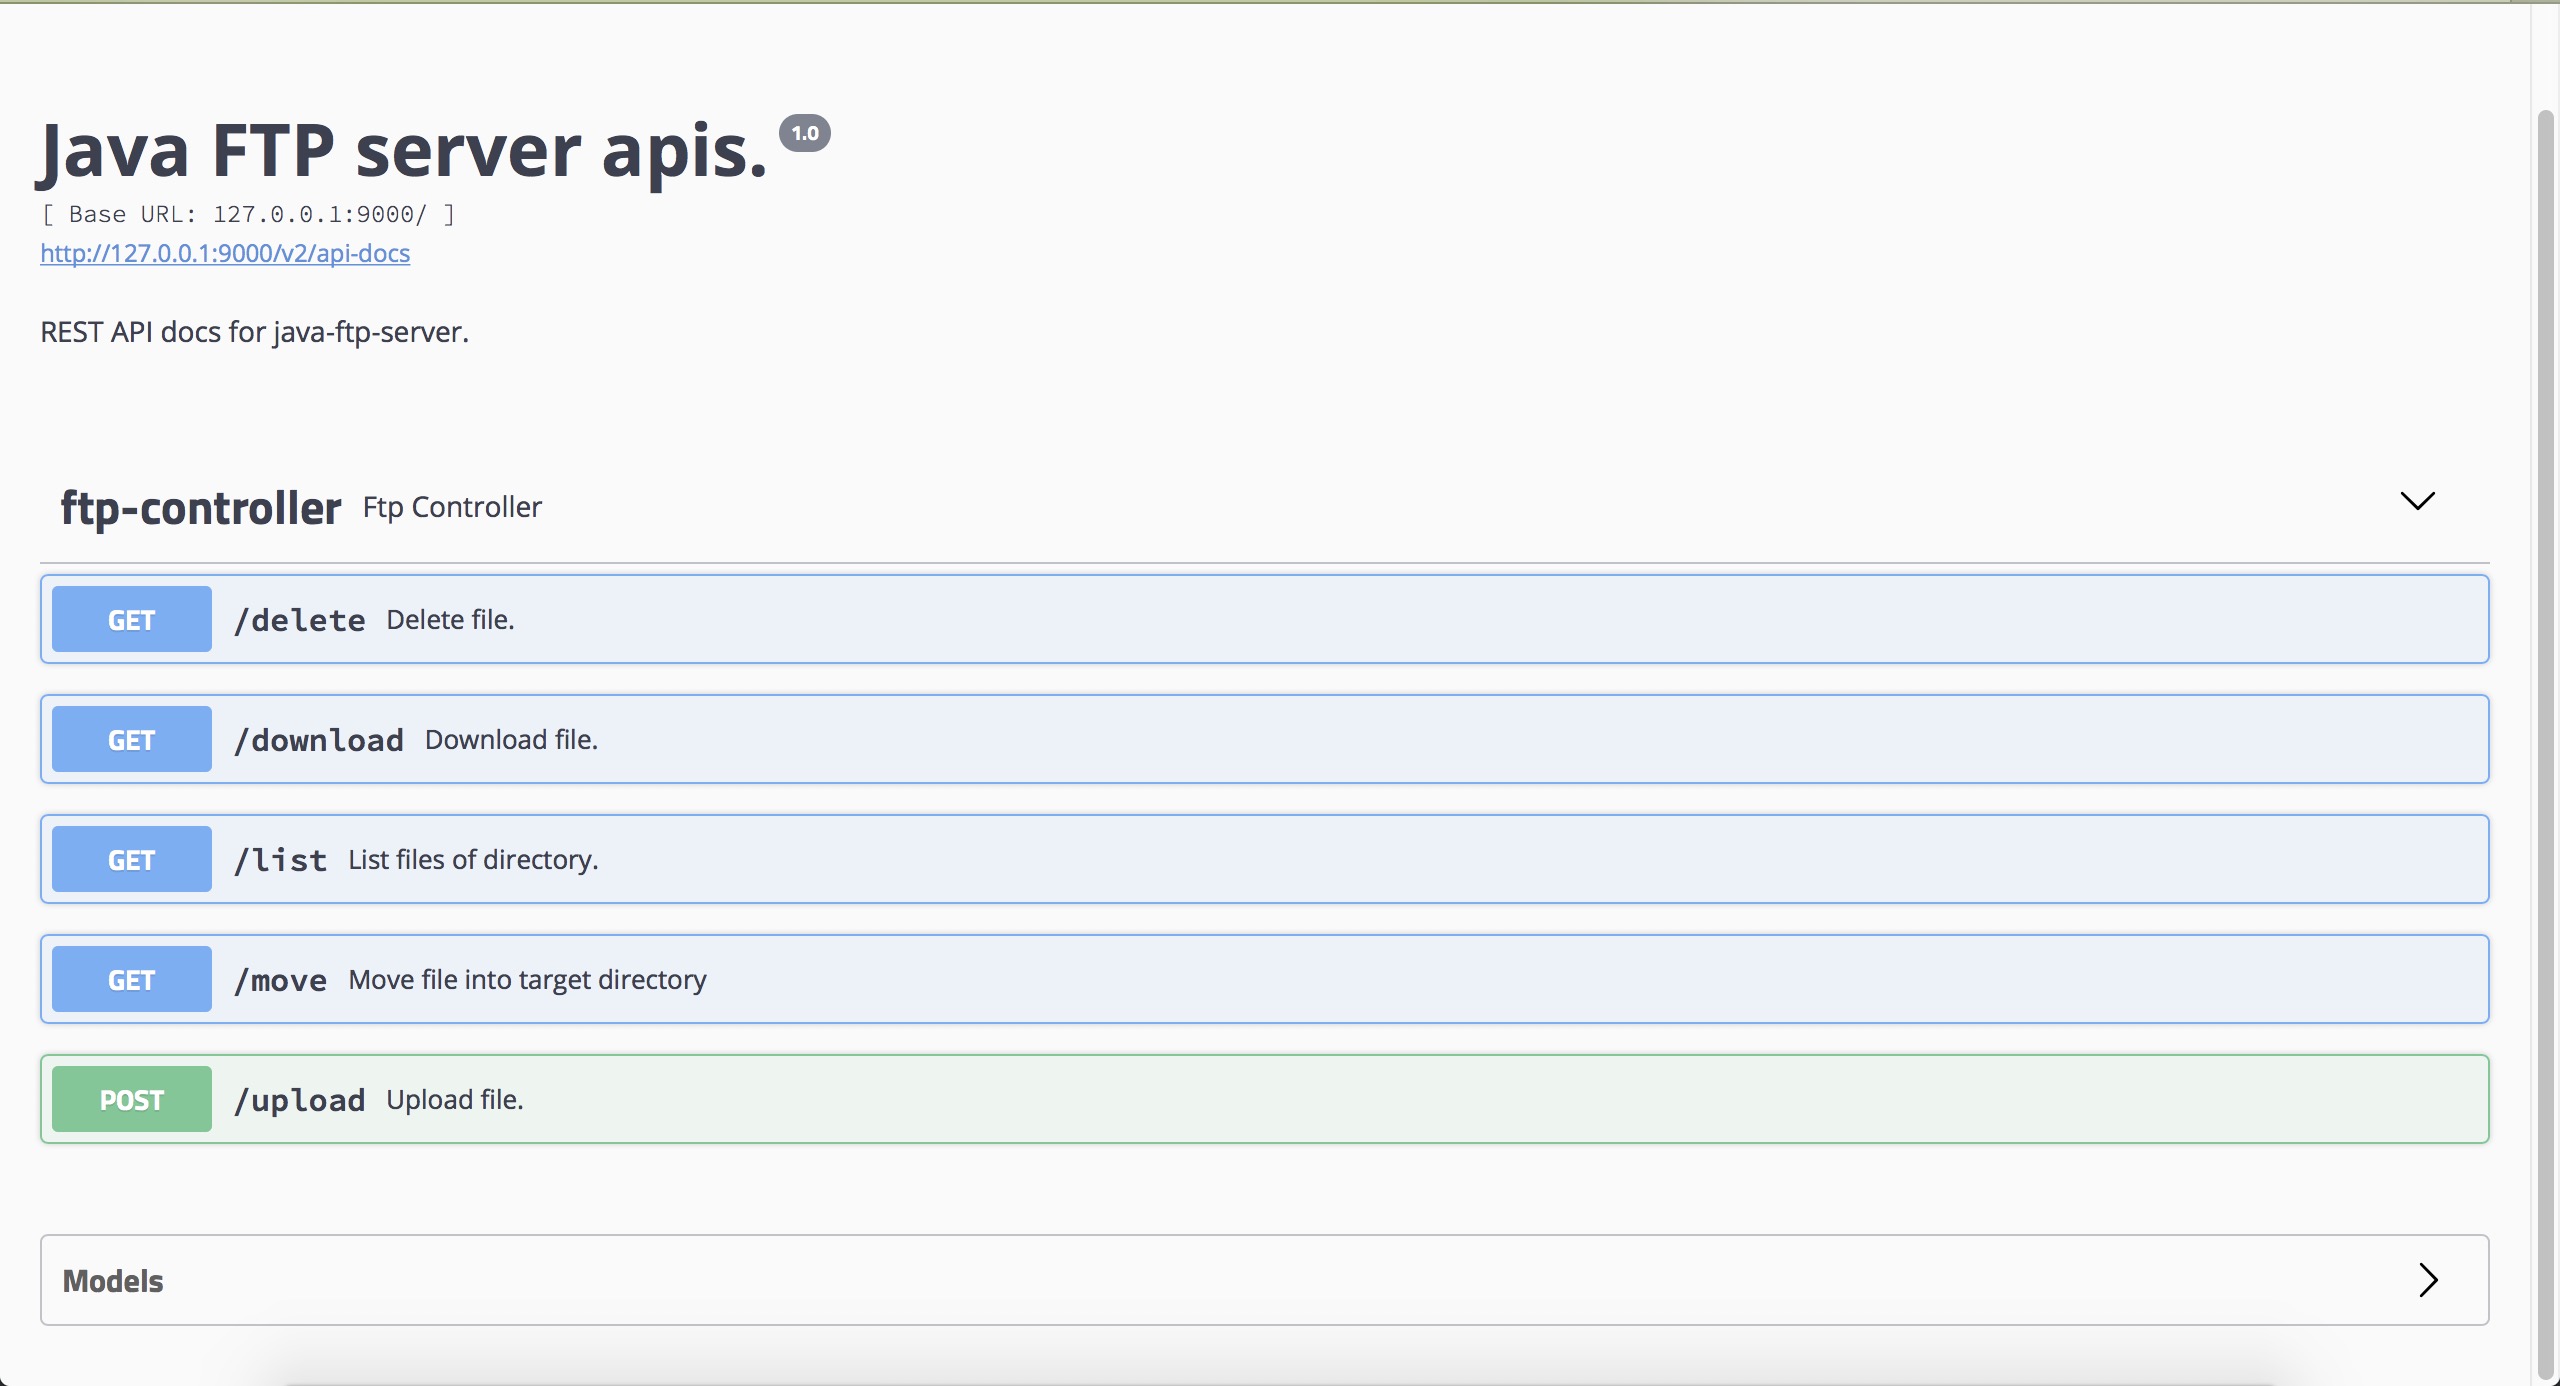 Java FTP server apis. 1.0
[ Base URL: 127.0.0.1:9000/ ]
http://127.0.0.1:9000/v2/api-docs
REST API docs for java-ftp-server.
ftp-controller Ftp Controller
GET /delete Delete file.
GET /download Download file.
GET /list List files of directory.
GET /move Move file into target directory
POST /upload Upload file.
Models